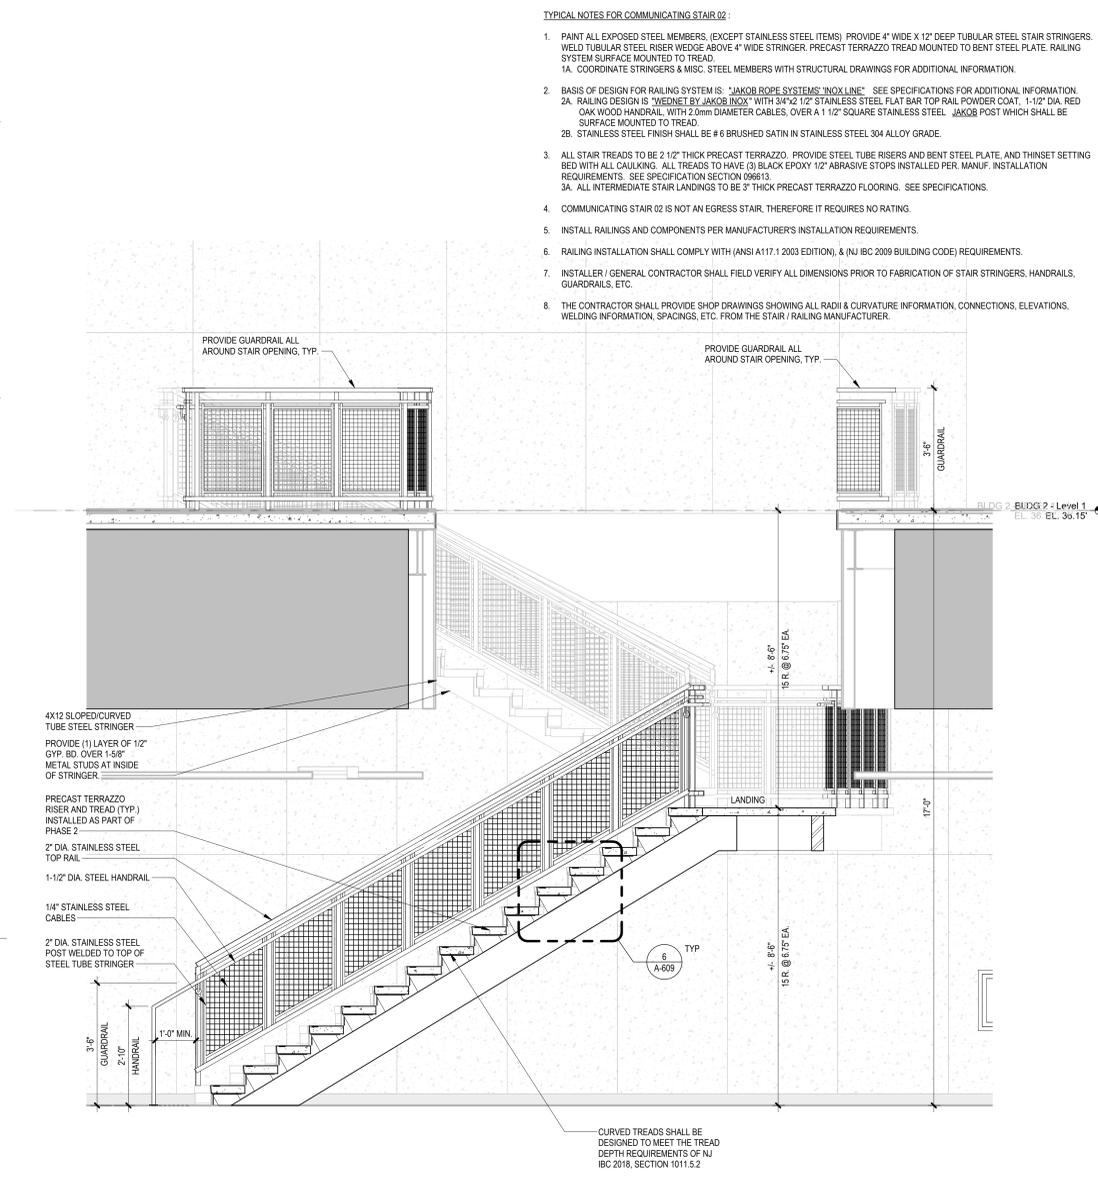 TYPICAL NOTES FOR COMMUNICATING STAIR 02 :
1. PAINT ALL EXPOSED STEEL MEMBERS, (EXCEPT STAINLESS STEEL ITEMS) PROVIDE 4" WIDE X 12" DEEP TUBULAR STEEL STAIR STRINGERS.
WELD TUBULAR STEEL RISER WEDGE ABOVE 4" WIDE STRINGER. PRECAST TERRAZZO TREAD MOUNTED TO BENT STEEL PLATE. RAILING
SYSTEM SURFACE MOUNTED TO TREAD.
1A. COORDINATE STRINGERS & MISC. STEEL MEMBERS WITH STRUCTURAL DRAWINGS FOR ADDITIONAL INFORMATION.
2. BASIS OF DESIGN FOR RAILING SYSTEM IS: "JAKOB ROPE SYSTEMS' 'INOX LINE" SEE SPECIFICATIONS FOR ADDITIONAL INFORMATION.
2A. RAILING DESIGN IS "WEDNET BY JAKOB INOX" WITH 3/4"x2 1/2" STAINLESS STEEL FLAT BAR TOP RAIL POWDER COAT, 1-1/2" DIA. RED
OAK WOOD HANDRAIL, WITH 2.0mm DIAMETER CABLES, OVER A 1 1/2" SQUARE STAINLESS STEEL JAKOB POST WHICH SHALL BE
SURFACE MOUNTED TO TREAD.
2B. STAINLESS STEEL FINISH SHALL BE # 6 BRUSHED SATIN IN STAINLESS STEEL 304 ALLOY GRADE.
3. ALL STAIR TREADS TO BE 2 1/2" THICK PRECAST TERRAZZO. PROVIDE STEEL TUBE RISERS AND BENT STEEL PLATE, AND THINSET SETTING
BED WITH ALL CAULKING. ALL TREADS TO HAVE (3) BLACK EPOXY 1/2" ABRASIVE STOPS INSTALLED PER. MANUF. INSTALLATION
REQUIREMENTS. SEE SPECIFICATION SECTION 096613.
3A. ALL INTERMEDIATE STAIR LANDINGS TO BE 3" THICK PRECAST TERRAZZO FLOORING. SEE SPECIFICATIONS.
4. COMMUNICATING STAIR 02 IS NOT AN EGRESS STAIR, THEREFORE IT REQUIRES NO RATING.
5. INSTALL RAILINGS AND COMPONENTS PER MANUFACTURER'S INSTALLATION REQUIREMENTS.
6. RAILING INSTALLATION SHALL COMPLY WITH (ANSI A117.1 2003 EDITION), & (NJ IBC 2009 BUILDING CODE) REQUIREMENTS.
7. INSTALLER / GENERAL CONTRACTOR SHALL FIELD VERIFY ALL DIMENSIONS PRIOR TO FABRICATION OF STAIR STRINGERS, HANDRAILS,
GUARDRAILS, ETC.
8. THE CONTRACTOR SHALL PROVIDE SHOP DRAWINGS SHOWING ALL RADII & CURVATURE INFORMATION, CONNECTIONS, ELEVATIONS,
WELDING INFORMATION, SPACINGS, ETC. FROM THE STAIR / RAILING MANUFACTURER.
PROVIDE GUARDRAIL ALL
AROUND STAIR OPENING, TYP.
PROVIDE GUARDRAIL ALL
AROUND STAIR OPENING, TYP.
3'-6"
GUARDRAIL
BLDG 2 - Level 1
EL. 36.15'
+/- 8'-6"
15 R. @ 6.75" EA.
4X12 SLOPED/CURVED
TUBE STEEL STRINGER
PROVIDE (1) LAYER OF 1/2"
GYP. BD. OVER 1-5/8"
METAL STUDS AT INSIDE
OF STRINGER.
PRECAST TERRAZZO
RISER AND TREAD (TYP.)
INSTALLED AS PART OF
PHASE 2
2" DIA. STAINLESS STEEL
TOP RAIL
1-1/2" DIA. STEEL HANDRAIL
1/4" STAINLESS STEEL
CABLES
2" DIA. STAINLESS STEEL
POST WELDED TO TOP OF
STEEL TUBE STRINGER
LANDING
17'-0"
6
A-609
TYP
+/- 8'-6"
15 R. @ 6.75" EA.
1'-0" MIN.
3'-6"
GUARDRAIL
2'-10"
HANDRAIL
CURVED TREADS SHALL BE
DESIGNED TO MEET THE TREAD
DEPTH REQUIREMENTS OF NJ
IBC 2018, SECTION 1011.5.2